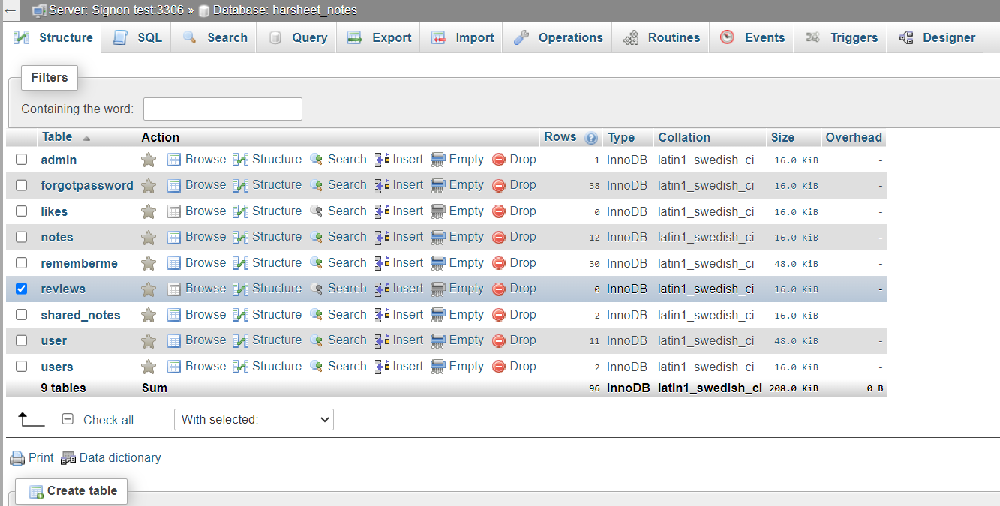 Server: Signon test:3306 » Database: harsheet_notes
Structure SQL Search Query Export Import Operations Routines Events Triggers Designer
Filters
Containing the word:
Table Action Rows Type Collation Size Overhead
admin Browse Structure Search Insert Empty Drop 1 InnoDB latin1_swedish_ci 16.0 KiB -
forgotpassword Browse Structure Search Insert Empty Drop 38 InnoDB latin1_swedish_ci 16.0 KiB -
likes Browse Structure Search Insert Empty Drop 0 InnoDB latin1_swedish_ci 16.0 KiB -
notes Browse Structure Search Insert Empty Drop 12 InnoDB latin1_swedish_ci 16.0 KiB -
rememberme Browse Structure Search Insert Empty Drop 30 InnoDB latin1_swedish_ci 48.0 KiB -
reviews Browse Structure Search Insert Empty Drop 0 InnoDB latin1_swedish_ci 16.0 KiB -
shared_notes Browse Structure Search Insert Empty Drop 2 InnoDB latin1_swedish_ci 16.0 KiB -
user Browse Structure Search Insert Empty Drop 11 InnoDB latin1_swedish_ci 48.0 KiB -
users Browse Structure Search Insert Empty Drop 2 InnoDB latin1_swedish_ci 16.0 KiB -
9 tables Sum 96 InnoDB latin1_swedish_ci 208.0 KiB 0 B
Check all With selected:
Print Data dictionary
Create table